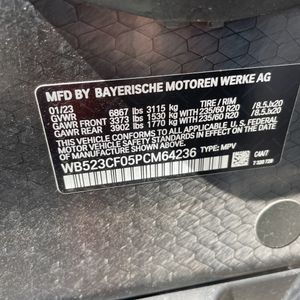 MFD BY BAYERISCHE MOTOREN WERKE AG
01/23 TIRE / RIM
GVWR 6867 lbs 3115 kg
GAWR FRONT 3373 lbs 1530 kg WITH 235/60 R20 / 8.5Jx20
GAWR REAR 3902 lbs 1770 kg WITH 235/60 R20 / 8.5Jx20
THIS VEHICLE CONFORMS TO ALL APPLICABLE
U.S. FEDERAL MOTOR VEHICLE SAFETY STANDARDS
IN EFFECT ON THE DATE OF MANUFACTURE SHOWN ABOVE.
WB523CF05PCM64236 TYPE: MPV